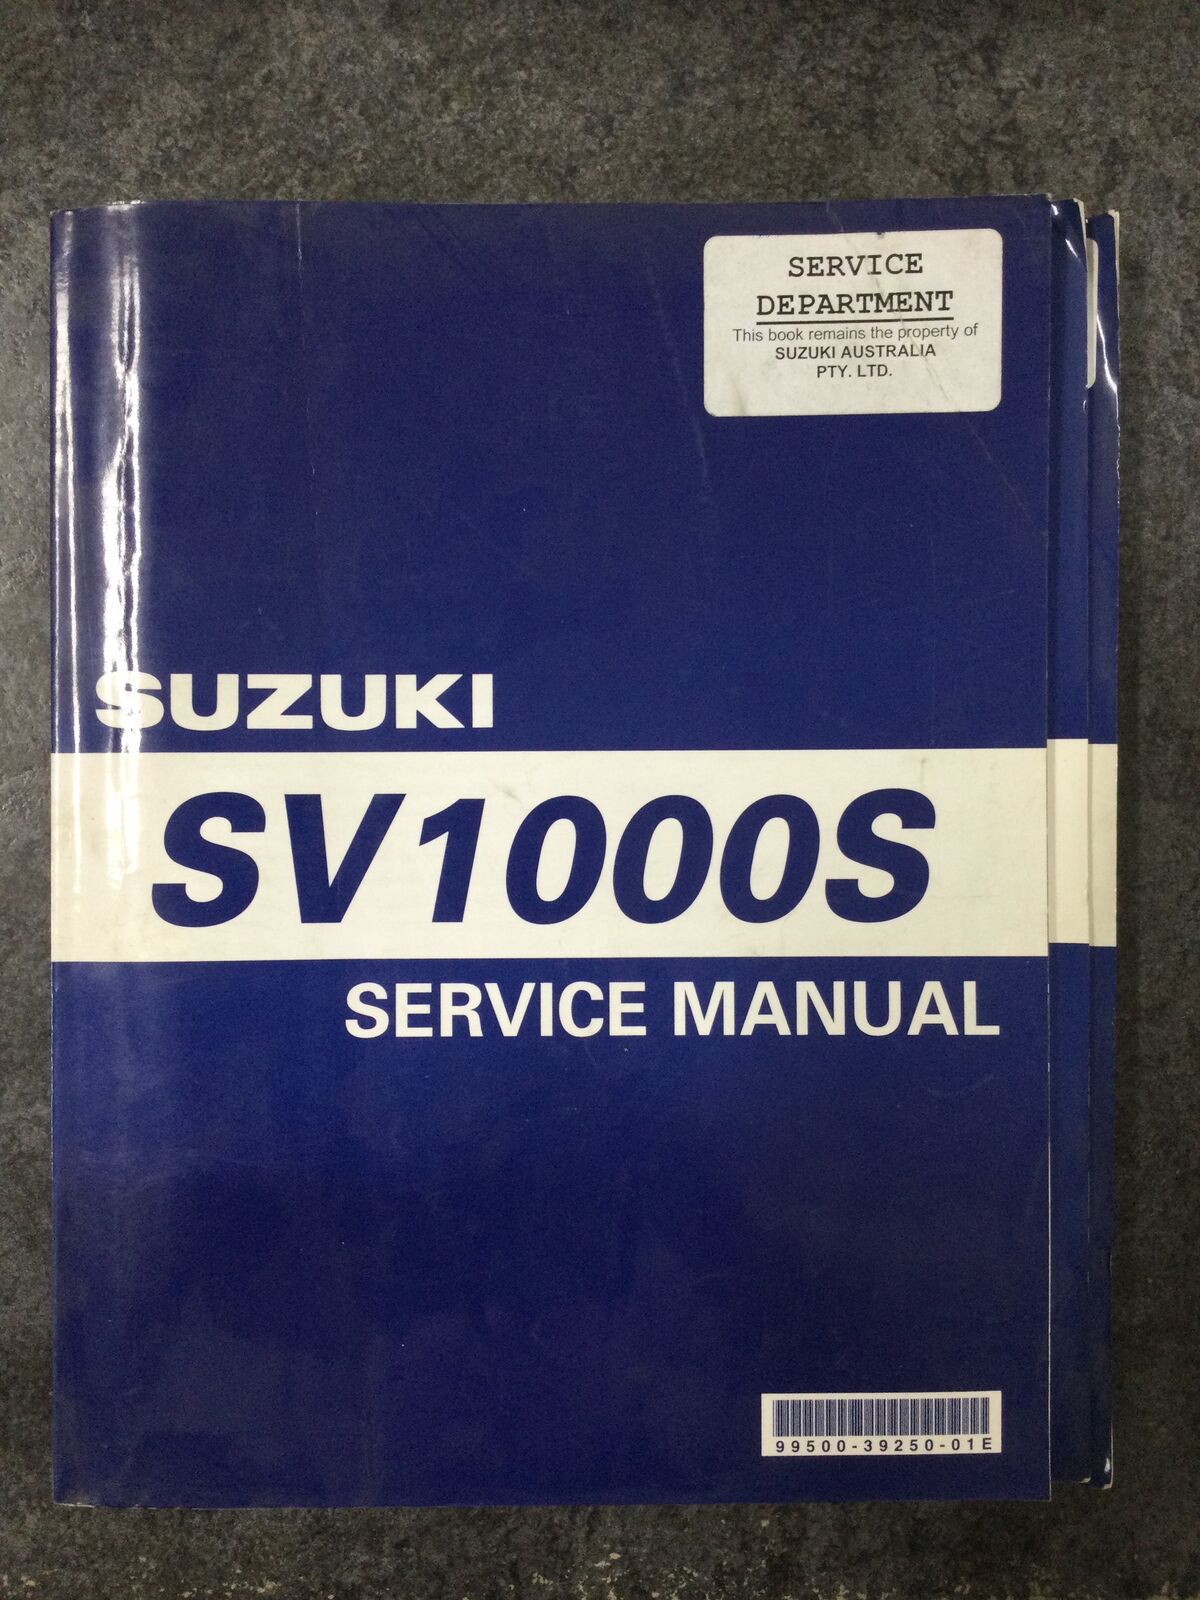 SERVICE
DEPARTMENT
This book remains the property of
SUZUKI AUSTRALIA
PTY. LTD.
SUZUKI
SV1000S
SERVICE MANUAL
99500-39250-01E